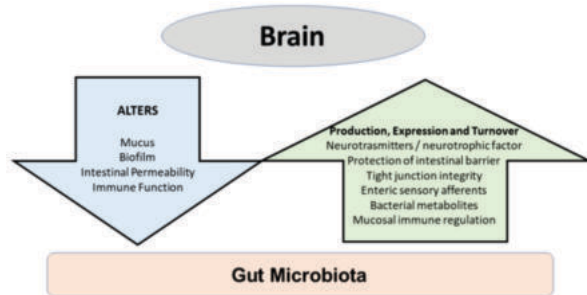 Brain
ALTERS
Mucus
Biofilm
Intestinal Permeability
Immune Function
Production, Expression and Turnover
Neurotrasmitters / neurotrophic factor
Protection of intestinal barrier
Tight junction integrity
Enteric sensory afferents
Bacterial metabolites
Mucosal immune regulation
Gut Microbiota